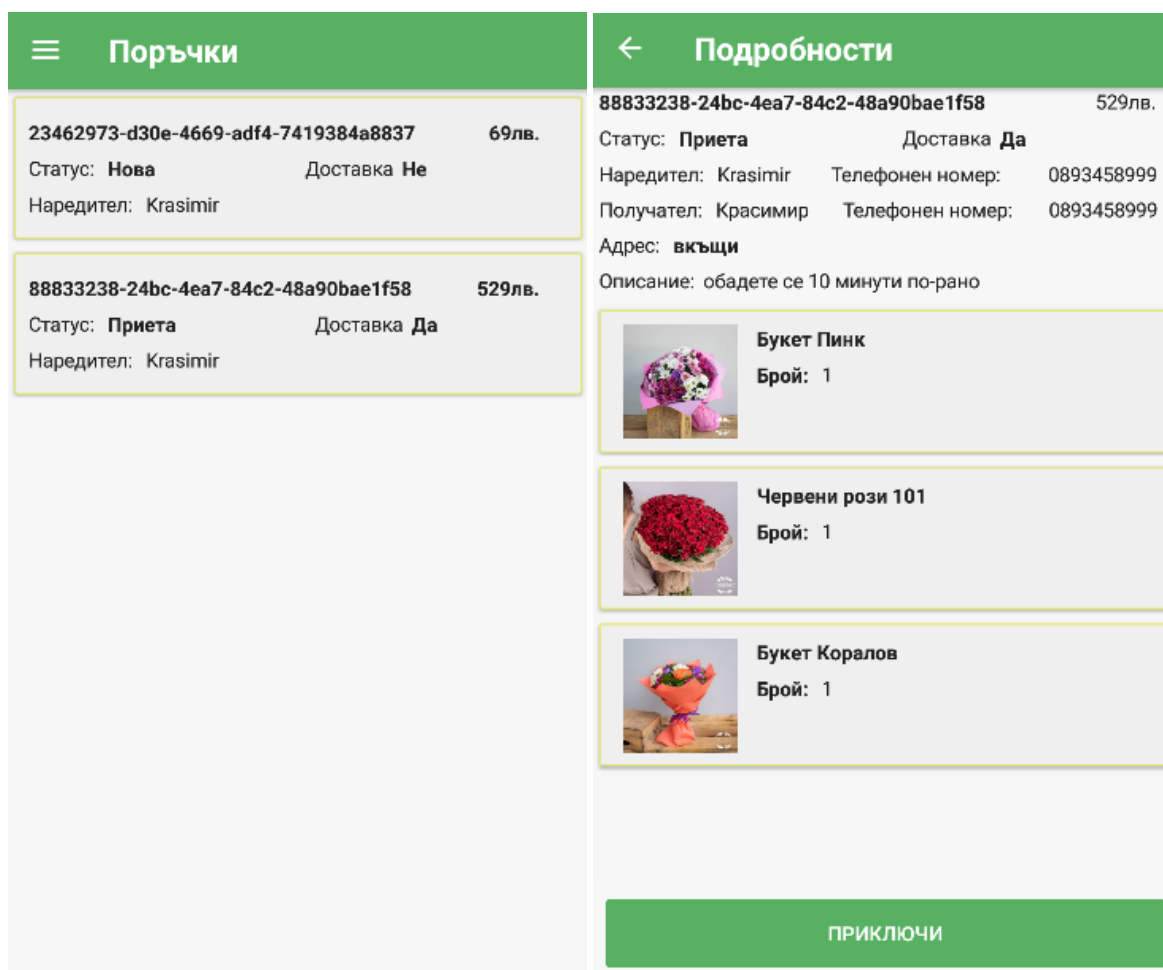 Поръчки
23462973-d30e-4669-adf4-7419384a8837 69лв.
Статус: Нова Доставка Не
Наредител: Krasimir
88833238-24bc-4ea7-84c2-48a90bae1f58 529лв.
Статус: Приета Доставка Да
Наредител: Krasimir
Подробности
88833238-24bc-4ea7-84c2-48a90bae1f58 529лв.
Статус: Приета Доставка Да
Наредител: Krasimir Телефонен номер: 0893458999
Получател: Красимир Телефонен номер: 0893458999
Адрес: вкъщи
Описание: обадете се 10 минути по-рано
Букет Пинк
Брой: 1
Червени рози 101
Брой: 1
Букет Коралов
Брой: 1
ПРИКЛЮЧИ